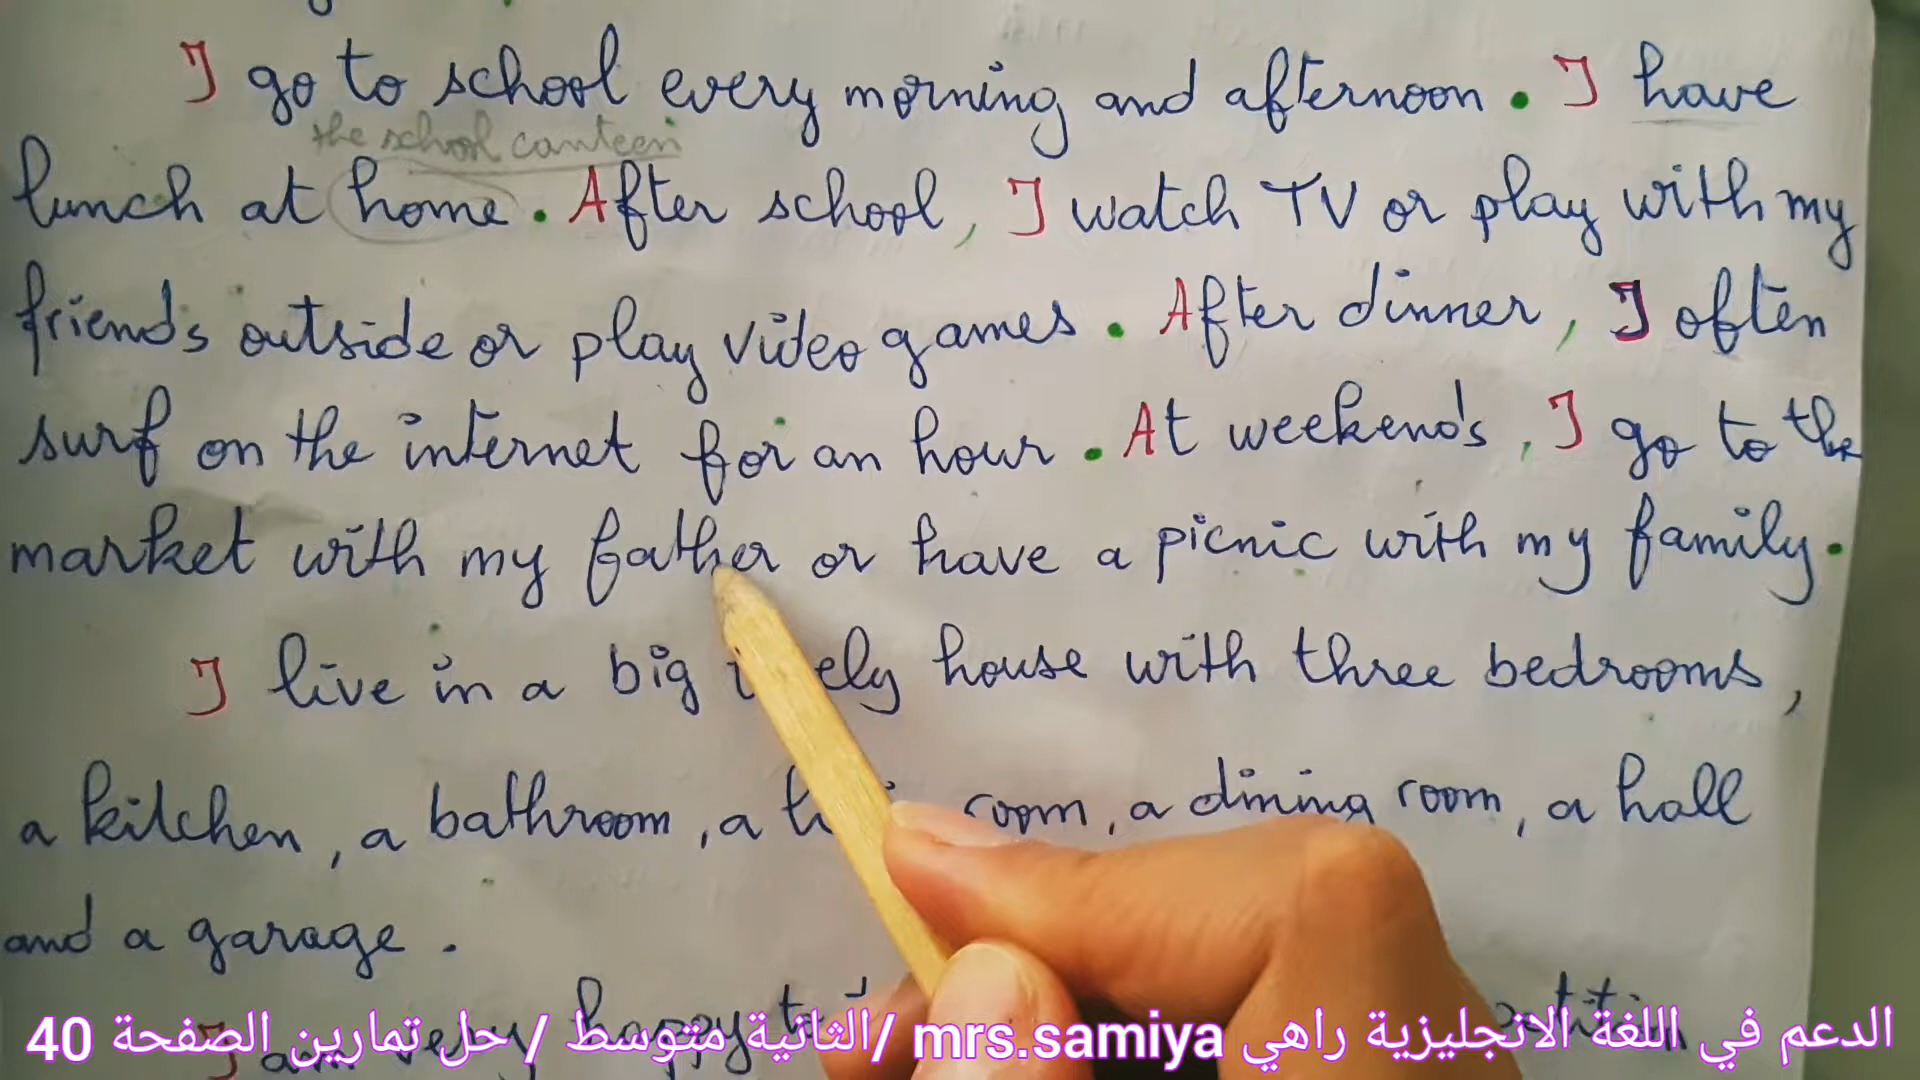 I go to school every morning and afternoon. I have
the school canteen
lunch at home. After school, I watch TV or play with my
friends outside or play video games. After dinner, I often
surf on the internet for an hour. At weekends, I go to the
market with my father or have a picnic with my family.
I live in a big house with three bedrooms,
a kitchen, a bathroom, a room, a dining room, a hall
and a garage.
I am very happy
الدعم في اللغة الانجليزية راهي mrs.samiya /الثانية متوسط /حل تمارين الصفحة 40